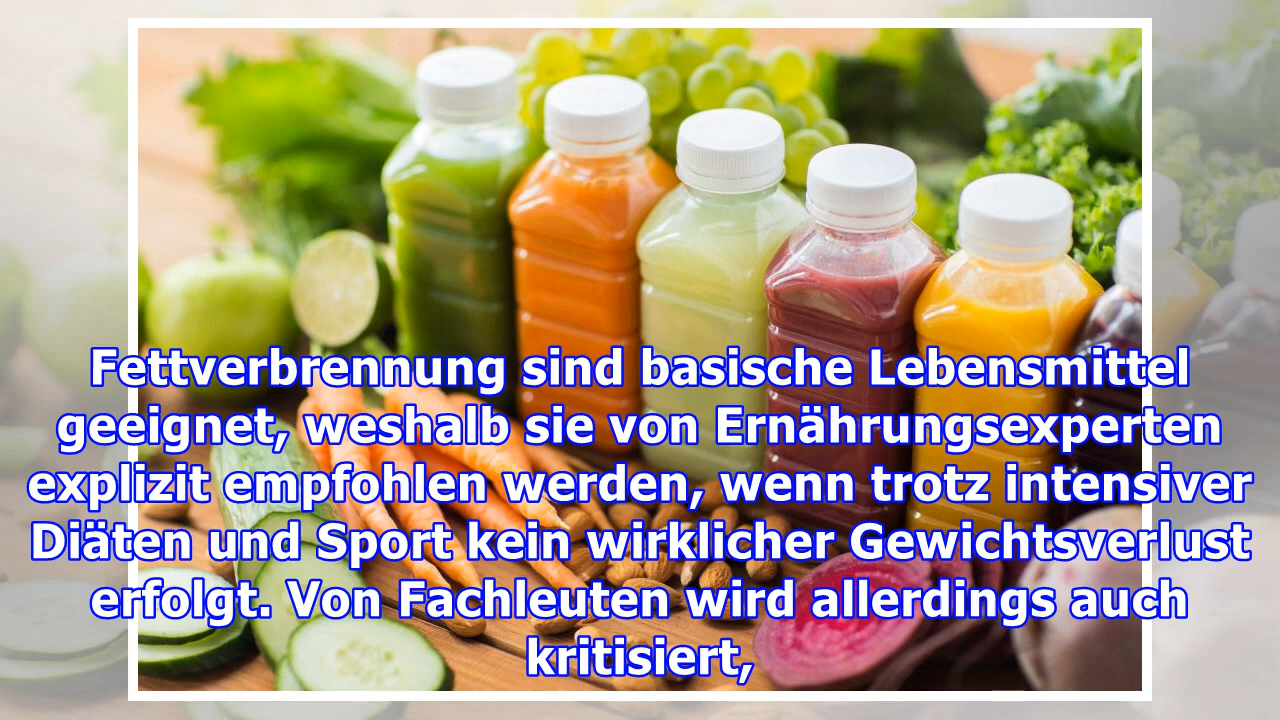 Fettverbrennung sind basische Lebensmittel
geeignet, weshalb sie von Ernährungsexperten
explizit empfohlen werden, wenn trotz intensiver
Diäten und Sport kein wirklicher Gewichtsverlust
erfolgt. Von Fachleuten wird allerdings auch
kritisiert,